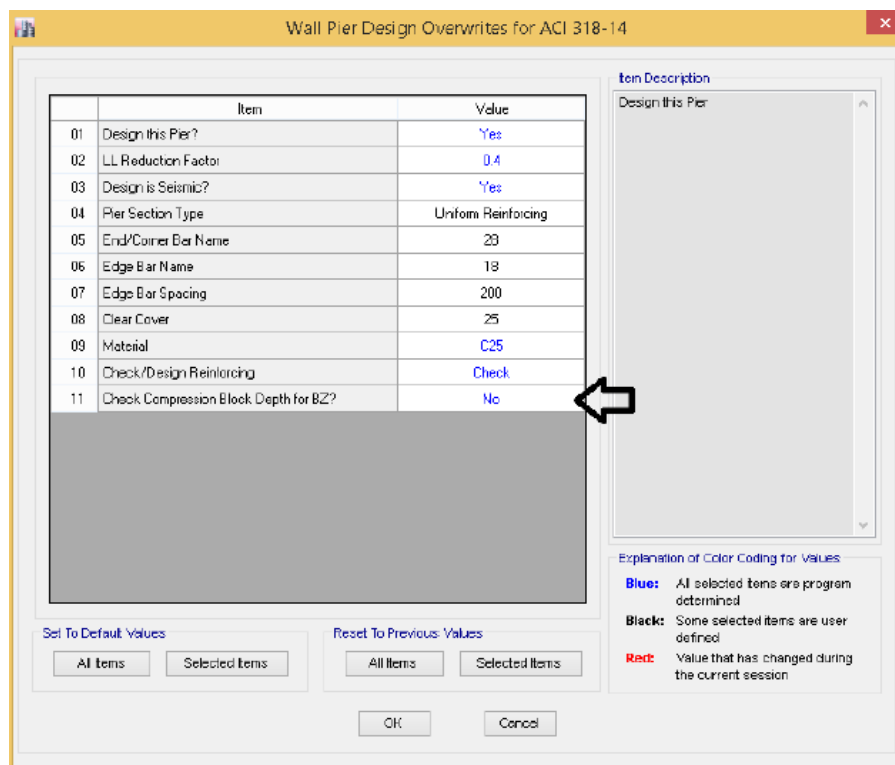 Wall Pier Design Overwrites for ACI 318-14
Item Description
Design this Pier
Item Value
01 Design this Pier? Yes
02 LL Reduction Factor 0.4
03 Design is Seismic? Yes
04 Pier Section Type Uniform Reinforcing
05 End/Corner Bar Name 28
06 Edge Bar Name 18
07 Edge Bar Spacing 200
08 Clear Cover 25
09 Material C25
10 Check/Design Reinforcing Check
11 Check Compression Block Depth for BZ? No
Explanation of Color Coding for Values
Blue: All selected items are program
determined
Black: Some selected items are user
defined
Red: Value that has changed during
the current session
Set To Default Values
All Items Selected Items
Reset To Previous Values
All Items Selected Items
OK Cancel